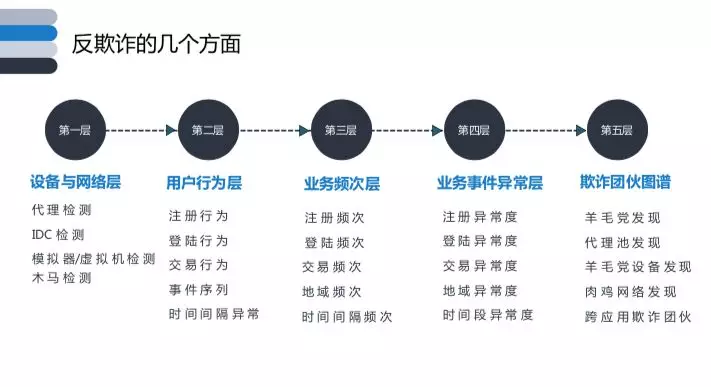 反欺诈的几个方面
第一层
第二层
第三层
第四层
第五层
设备与网络层
代理检测
IDC检测
模拟器/虚拟机检测
木马检测
用户行为层
注册行为
登陆行为
交易行为
事件序列
时间间隔异常
业务频次层
注册频次
登陆频次
交易频次
地域频次
时间间隔频次
业务事件异常层
注册异常度
登陆异常度
交易异常度
地域异常度
时间段异常度
欺诈团伙图谱
羊毛党发现
代理池发现
羊毛党设备发现
肉鸡网络发现
跨应用欺诈团伙